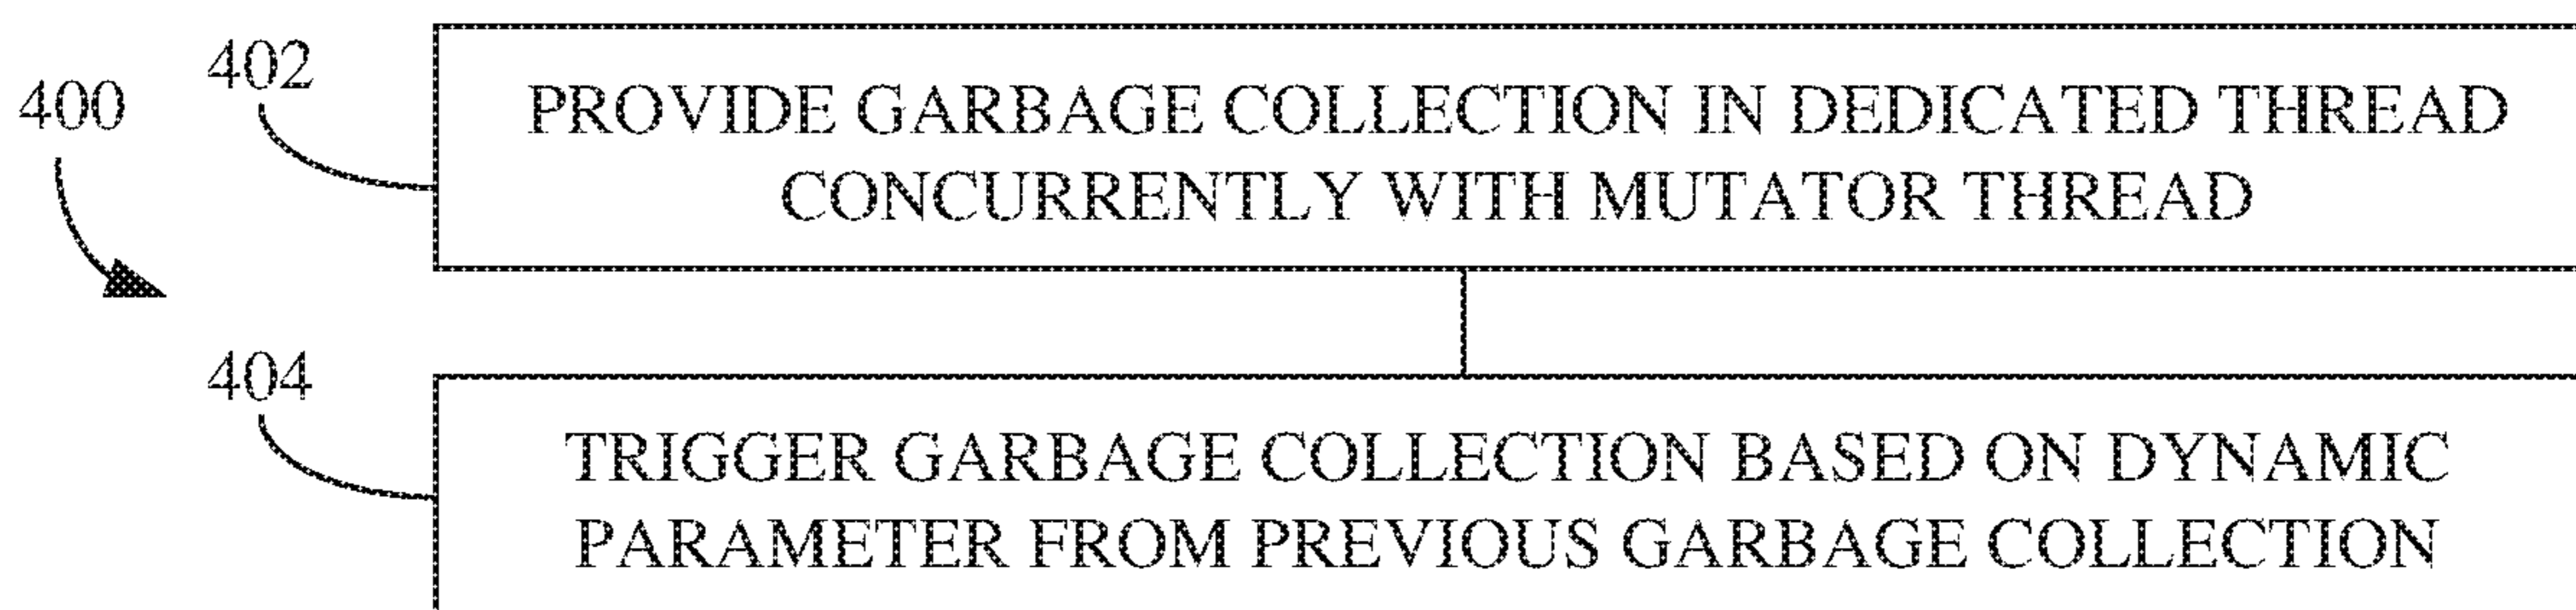 402
400
PROVIDE GARBAGE COLLECTION IN DEDICATED THREAD
CONCURRENTLY WITH MUTATOR THREAD
404
TRIGGER GARBAGE COLLECTION BASED ON DYNAMIC
PARAMETER FROM PREVIOUS GARBAGE COLLECTION